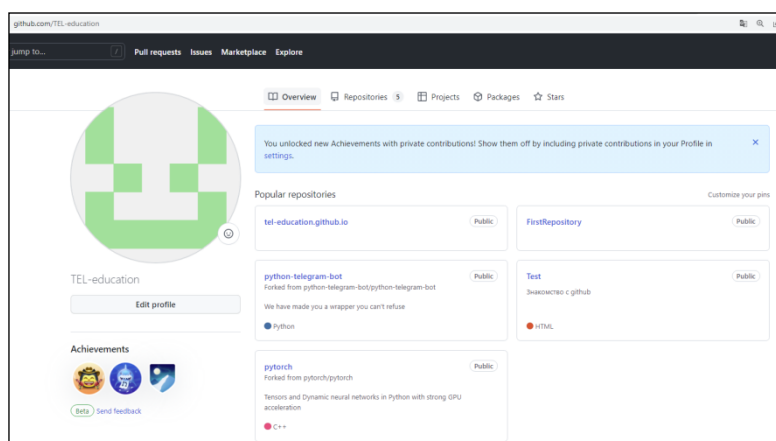 github.com/TEL-education
jump to... / Pull requests Issues Marketplace Explore
Overview Repositories 5 Projects Packages Stars
You unlocked new Achievements with private contributions! Show them off by including private contributions in your Profile in
settings.
Popular repositories Customize your pins
tel-education.github.io Public
FirstRepository Public
python-telegram-bot Public
Forked from python-telegram-bot/python-telegram-bot
We have made you a wrapper you can't refuse
Python
Test Public
Знакомство с github
HTML
pytorch Public
Forked from pytorch/pytorch
Tensors and Dynamic neural networks in Python with strong GPU
acceleration
C++
TEL-education
Edit profile
Achievements
Beta Send feedback